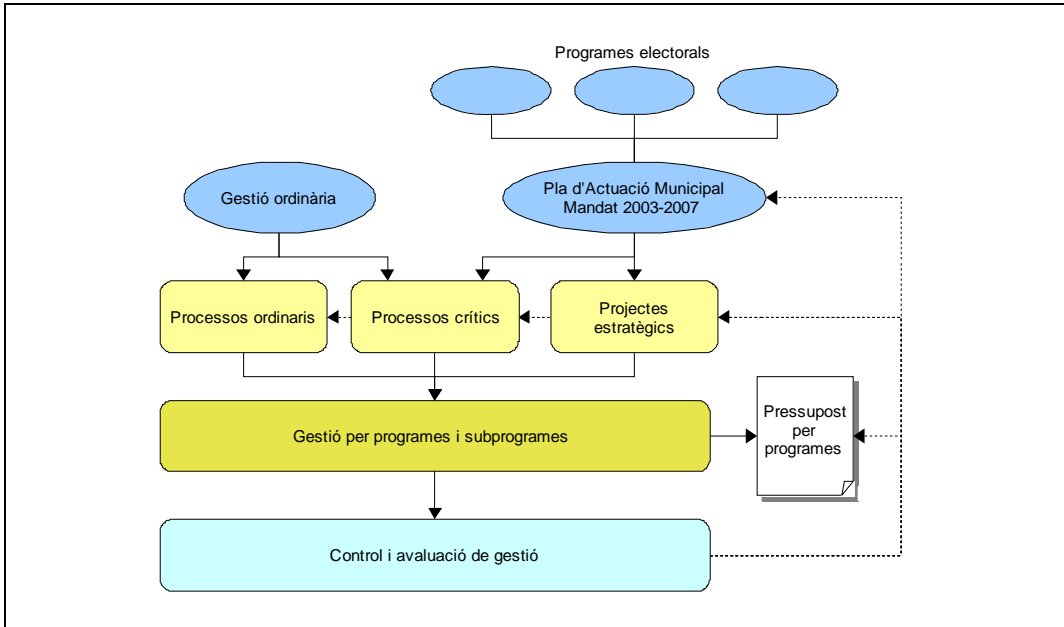 Programes electorals
Pla d'Actuació Municipal
Mandat 2003-2007
Gestió ordinària
Processos ordinaris
Processos crítics
Projectes
estratègics
Gestió per programes i subprogrames
Pressupost
per
programes
Control i avaluació de gestió